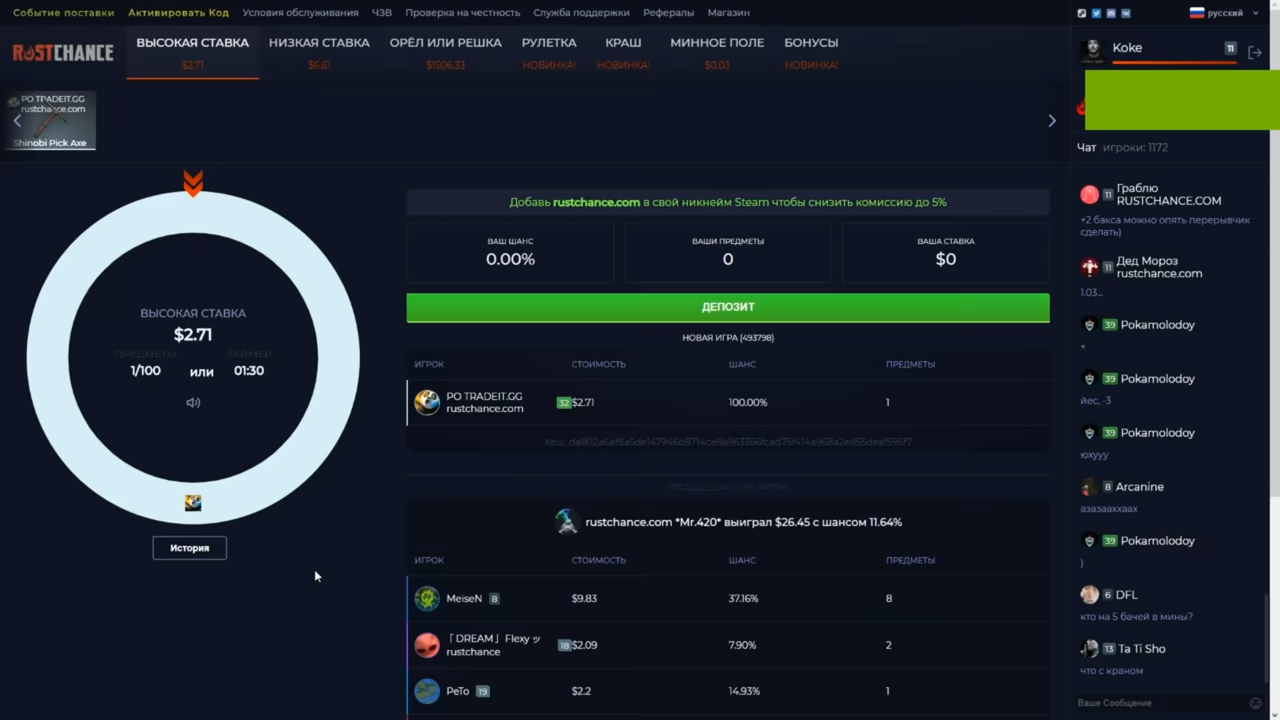 Событие поставки Активировать Код Условия обслуживания ЧЗВ Проверка на честность Служба поддержки Рефералы Магазин
русский
RUSTCHANCE
ВЫСОКАЯ СТАВКА НИЗКАЯ СТАВКА ОРЁЛ ИЛИ РЕШКА РУЛЕТКА КРАШ МИННОЕ ПОЛЕ БОНУСЫ
$2.71 $6.61 $1506.33 НОВИНКА! НОВИНКА! $0.03 НОВИНКА!
Koke 11
PO TRADEIT.GG
rustchance.com
Shinobi Pick Axe
Чат игроки: 1172
Добавь rustchance.com в свой никнейм Steam чтобы снизить комиссию до 5%
ВАШ ШАНС ВАШИ ПРЕДМЕТЫ ВАША СТАВКА
0.00% 0 $0
ДЕПОЗИТ
НОВАЯ ИГРА (493798)
ВЫСОКАЯ СТАВКА
$2.71
ПРЕДМЕТЫ ТАЙМЕР
1/100 или 01:30
История
ИГРОК СТОИМОСТЬ ШАНС ПРЕДМЕТЫ
PO TRADEIT.GG
rustchance.com
32 $2.71 100.00% 1
rustchance.com *Mr.420* выиграл $26.45 с шансом 11.64%
ИГРОК СТОИМОСТЬ ШАНС ПРЕДМЕТЫ
MeiseN 8 $9.83 37.16% 8
「DREAM」 Flexy ッ
rustchance
18 $2.09 7.90% 2
PeTo 19 $2.2 14.93% 1
11 Граблю
RUSTCHANCE.COM
+2 бакса можно опять перерывчик
сделать)
11 Дед Мороз
rustchance.com
1.03...
39 Pokamolodoy
+
39 Pokamolodoy
йес, -3
39 Pokamolodoy
юхууу
8 Arcanine
азазааххаах
39 Pokamolodoy
)
6 DFL
кто на 5 бачей в мины?
13 Ta Ti Sho
что с краном
Ваше Сообщение